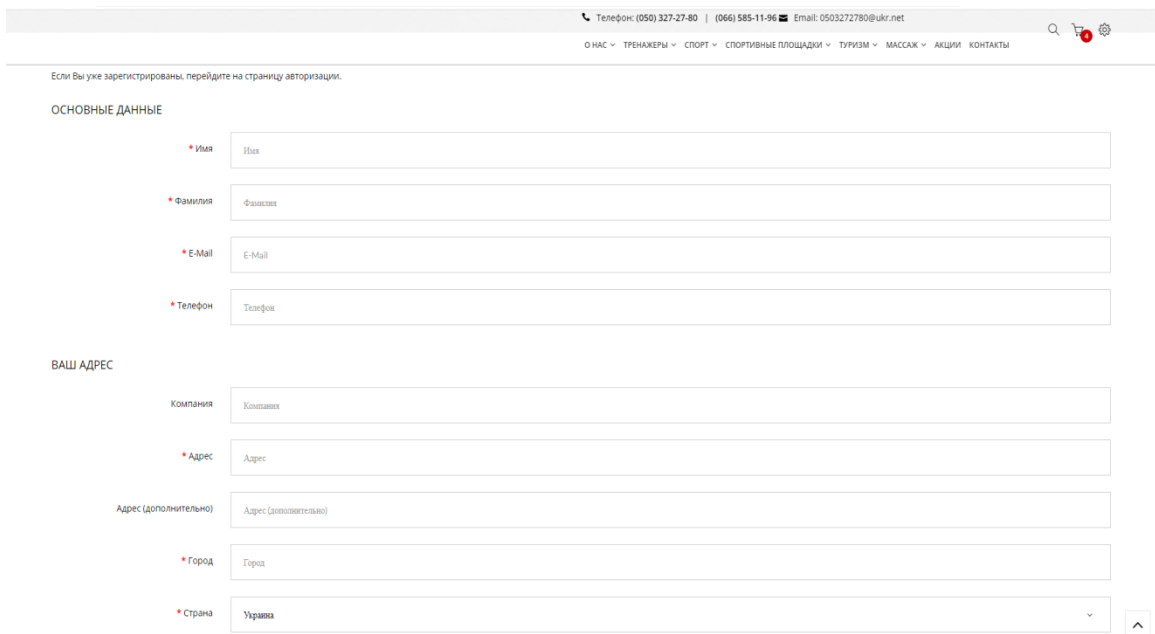 Телефон: (050) 327-27-80 | (066) 585-11-96 Email: 0503272780@ukr.net
4
О НАС ТРЕНАЖЕРЫ СПОРТ СПОРТИВНЫЕ ПЛОЩАДКИ ТУРИЗМ МАССАЖ АКЦИИ КОНТАКТЫ
Если Вы уже зарегистрированы, перейдите на страницу авторизации.
ОСНОВНЫЕ ДАННЫЕ
* Имя Имя
* Фамилия Фамилия
* E-Mail E-Mail
* Телефон Телефон
ВАШ АДРЕС
Компания Компания
* Адрес Адрес
Адрес (дополнительно) Адрес (дополнительно)
* Город Город
* Страна Украина